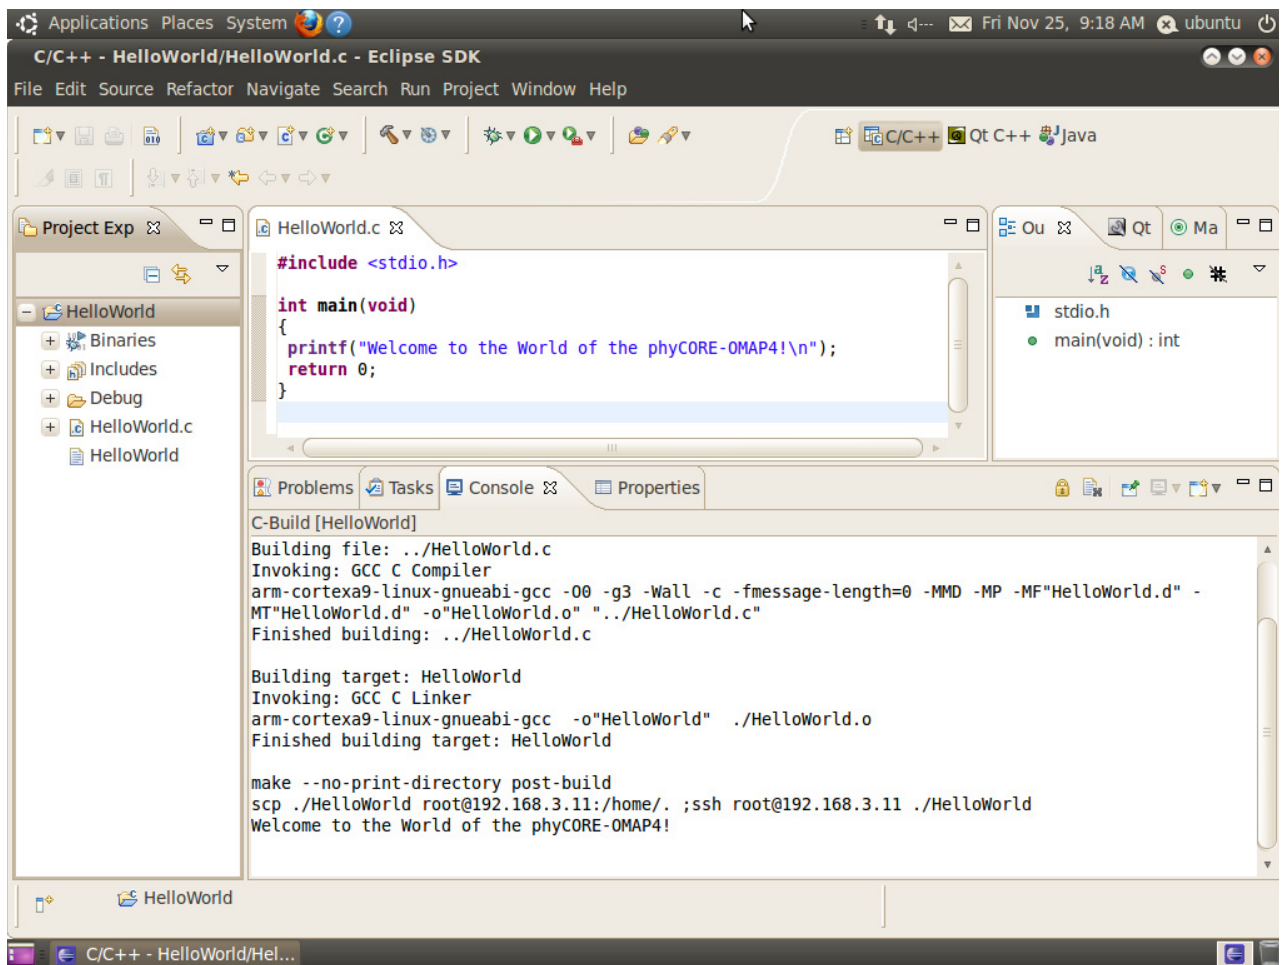 Applications Places System Fri Nov 25, 9:18 AM ubuntu
C/C++ - HelloWorld/HelloWorld.c - Eclipse SDK
File Edit Source Refactor Navigate Search Run Project Window Help
C/C++ Qt C++ Java
Project Exp
HelloWorld
Binaries
Includes
Debug
HelloWorld.c
HelloWorld
HelloWorld.c
#include <stdio.h>
int main(void)
{
printf("Welcome to the World of the phyCORE-OMAP4!\n");
return 0;
}
Ou Qt Ma
stdio.h
main(void) : int
Problems Tasks Console Properties
C-Build [HelloWorld]
Building file: ../HelloWorld.c
Invoking: GCC C Compiler
arm-cortexa9-linux-gnueabi-gcc -O0 -g3 -Wall -c -fmessage-length=0 -MMD -MP -MF"HelloWorld.d" -
MT"HelloWorld.d" -o"HelloWorld.o" "../HelloWorld.c"
Finished building: ../HelloWorld.c
Building target: HelloWorld
Invoking: GCC C Linker
arm-cortexa9-linux-gnueabi-gcc  -o"HelloWorld"  ./HelloWorld.o
Finished building target: HelloWorld
make --no-print-directory post-build
scp ./HelloWorld root@192.168.3.11:/home/. ;ssh root@192.168.3.11 ./HelloWorld
Welcome to the World of the phyCORE-OMAP4!
HelloWorld
C/C++ - HelloWorld/Hel...